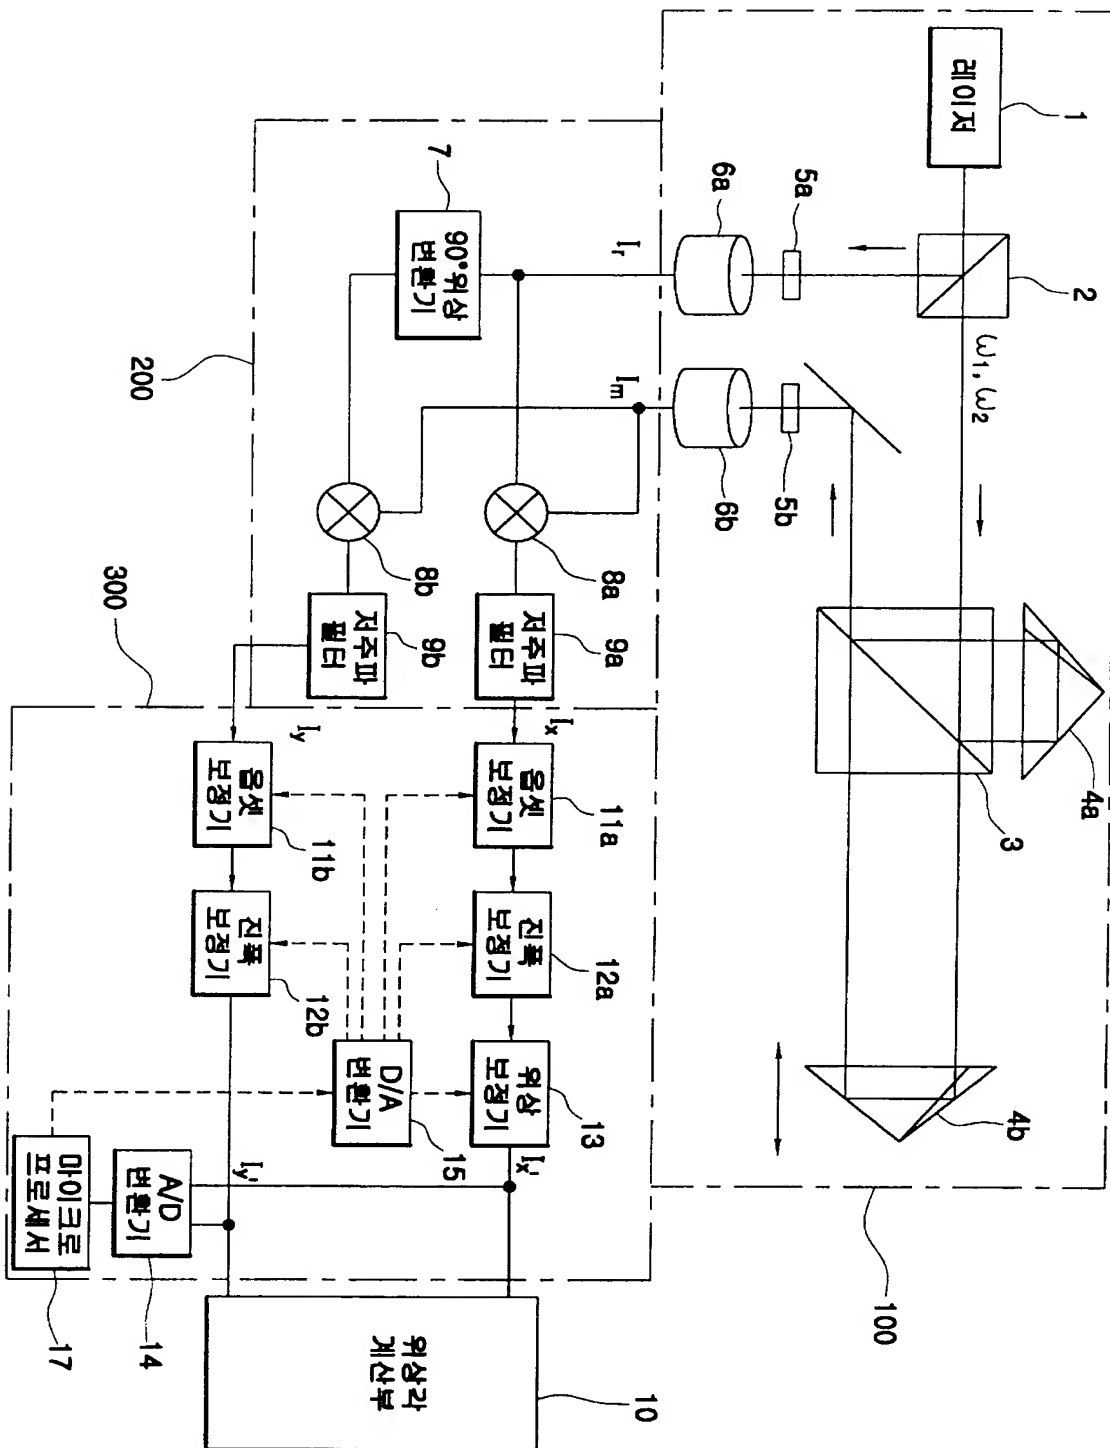 레이저
1
2
ω1, ω2
3
4a
4b
100
5a
6a
5b
6b
Ir
Im
7
90°위상
변환기
200
8a
8b
저주파
필터
9a
저주파
필터
9b
300
Ix
Iy
옵셋
보정기
11a
옵셋
보정기
11b
진폭
보정기
12a
진폭
보정기
12b
위상
보정기
13
D/A
변환기
15
Ix'
Iy'
A/D
변환기
14
마이크로
프로세서
17
위상각
계산부
10